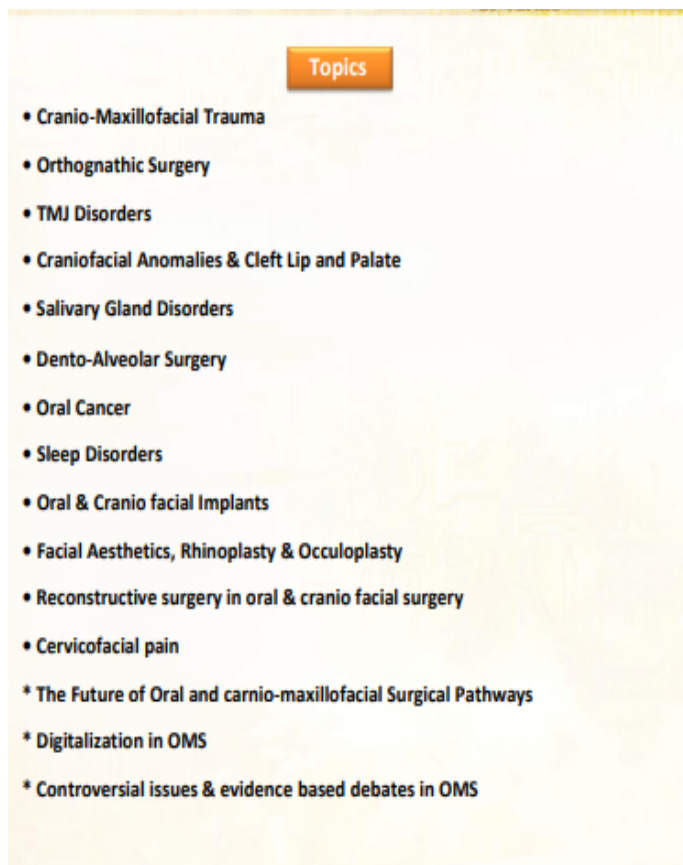 Topics
• Cranio-Maxillofacial Trauma
• Orthognathic Surgery
• TMJ Disorders
• Craniofacial Anomalies & Cleft Lip and Palate
• Salivary Gland Disorders
• Dento-Alveolar Surgery
• Oral Cancer
• Sleep Disorders
• Oral & Cranio facial Implants
• Facial Aesthetics, Rhinoplasty & Occuloplasty
• Reconstructive surgery in oral & cranio facial surgery
• Cervicofacial pain
* The Future of Oral and carnio-maxillofacial Surgical Pathways
* Digitalization in OMS
* Controversial issues & evidence based debates in OMS